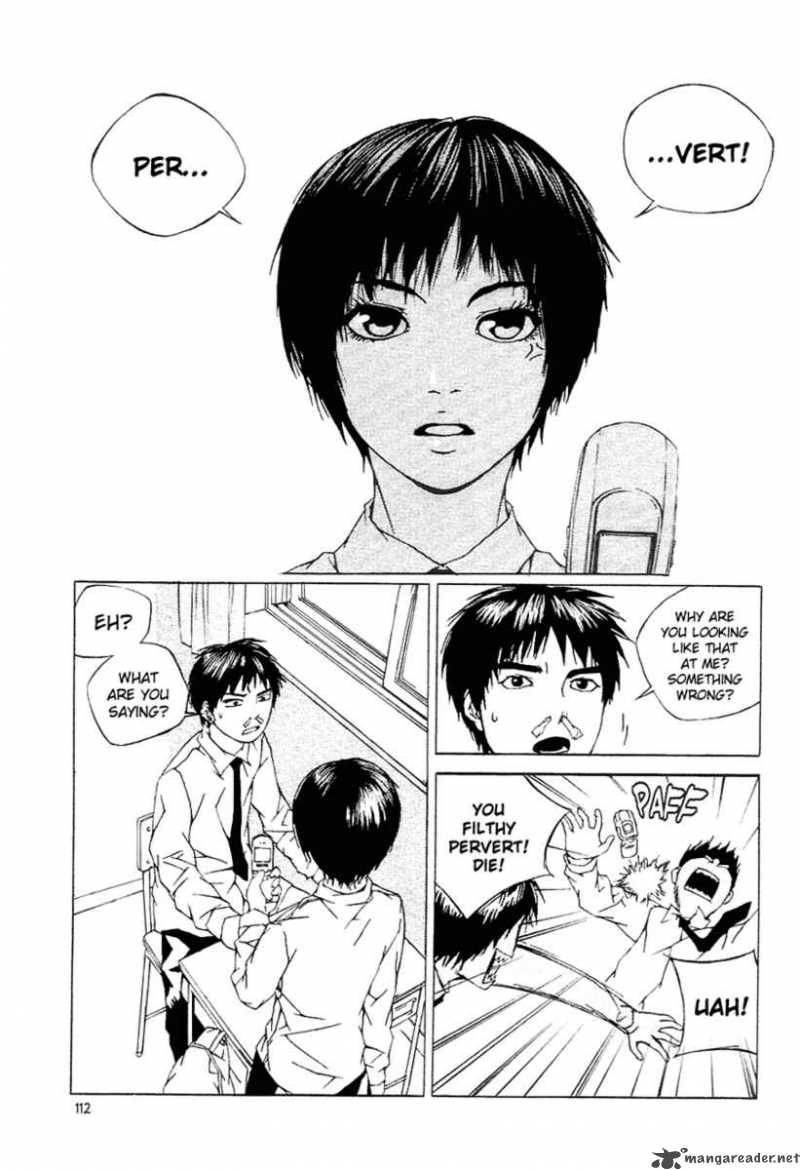 PER...
...VERT!
EH?
WHAT
ARE YOU
SAYING?
WHY ARE
YOU LOOKING
LIKE THAT
AT ME?
SOMETHING
WRONG?
YOU
FILTHY
PERVERT!
DIE!
PAFF
UAH!
112
mangareader.net